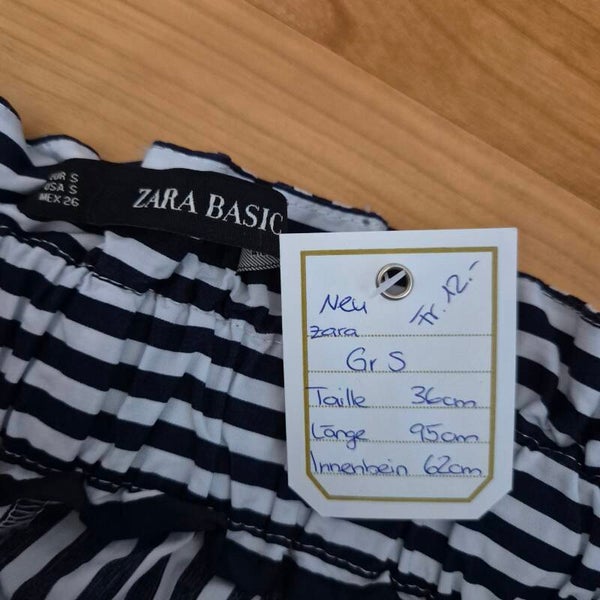 EUR S
USA S
MEX 26
ZARA BASIC
Neu
Fr. 12.-
Zara
Gr S
Taille 36cm
Länge 95cm
Innenbein 62cm